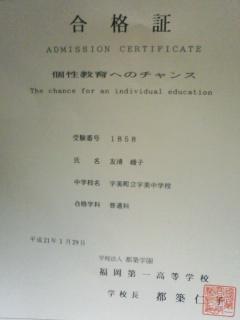 合格証
ADMISSION CERTIFICATE
個性教育へのチャンス
The chance for an individual education
受験番号 1858
氏 名 友清 綾子
中学校名 宇美町立宇美中学校
合格学科 普通科
平成21年1月29日
学校法人 都築学園
福岡第一高等学校
学校長 都築仁子